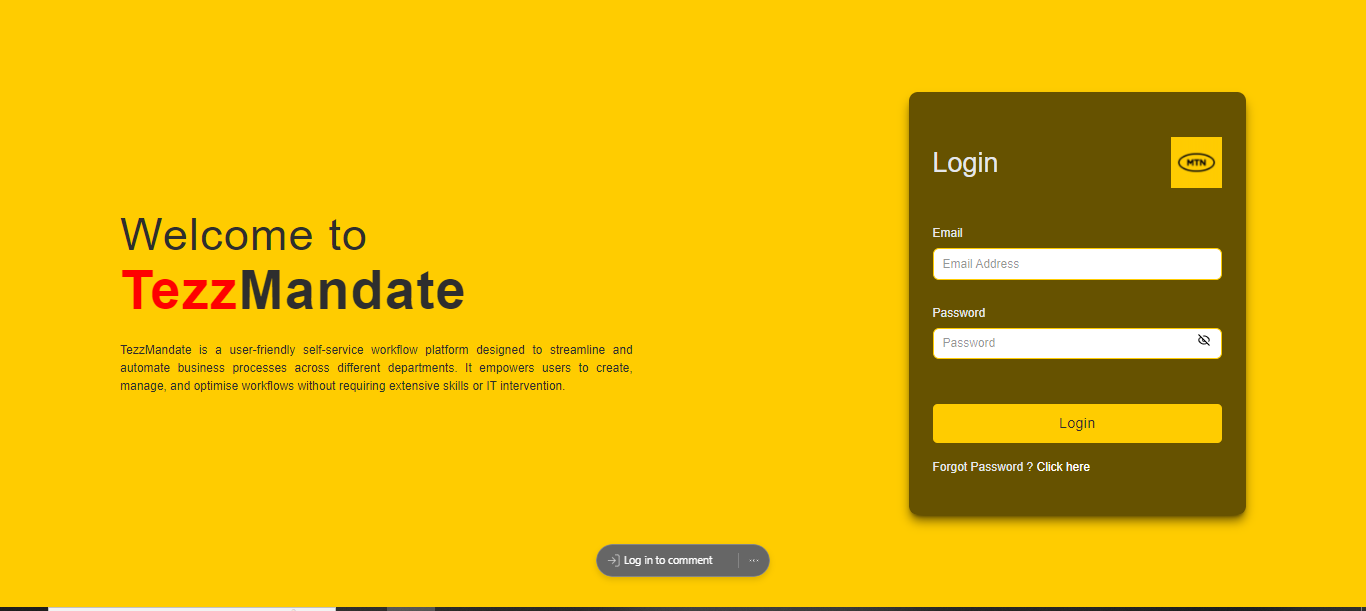 Welcome to
TezzMandate
TezzMandate is a user-friendly self-service workflow platform designed to streamline and
automate business processes across different departments. It empowers users to create,
manage, and optimise workflows without requiring extensive skills or IT intervention.
Login
MTN
Email
Email Address
Password
Password
Login
Forgot Password ? Click here
Log in to comment